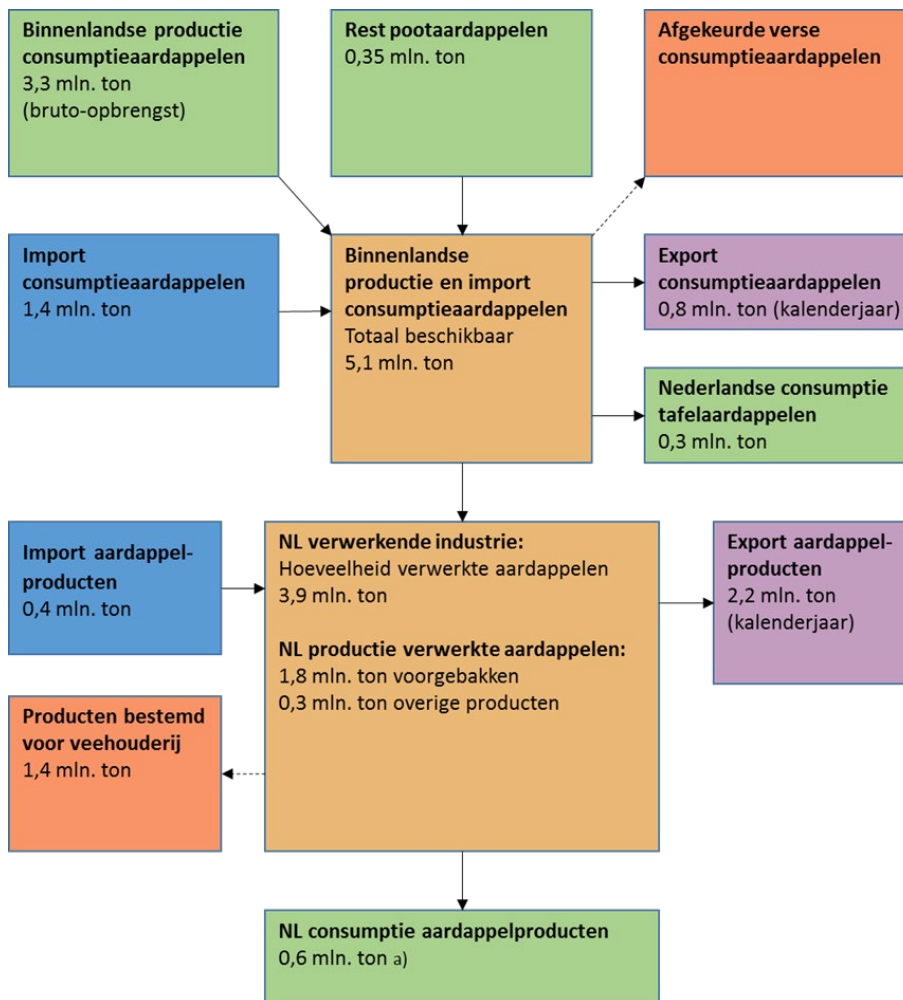 Binnenlandse productie
consumptieaardappelen
3,3 mln. ton
(bruto-opbrengst)
Rest pootaardappelen
0,35 mln. ton
Afgekeurde verse
consumptieaardappelen
Import
consumptieaardappelen
1,4 mln. ton
Binnenlandse
productie en import
consumptieaardappelen
Totaal beschikbaar
5,1 mln. ton
Export
consumptieaardappelen
0,8 mln. ton (kalenderjaar)
Nederlandse consumptie
tafelaardappelen
0,3 mln. ton
Import aardappel-
producten
0,4 mln. ton
NL verwerkende industrie:
Hoeveelheid verwerkte aardappelen
3,9 mln. ton
NL productie verwerkte aardappelen:
1,8 mln. ton voorgebakken
0,3 mln. ton overige producten
Export aardappel-
producten
2,2 mln. ton
(kalenderjaar)
Producten bestemd
voor veehouderij
1,4 mln. ton
NL consumptie aardappelproducten
0,6 mln. ton a)